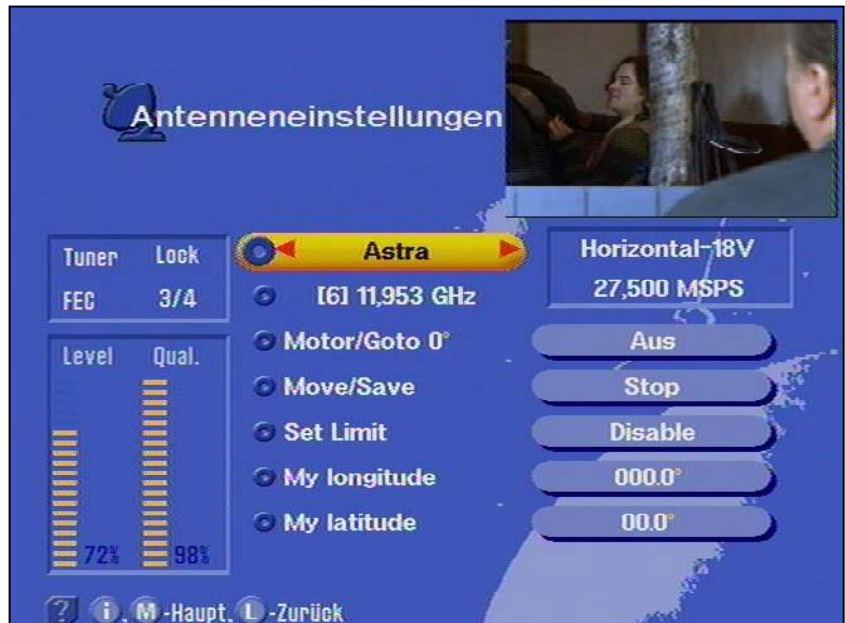 Antenneneinstellungen
Tuner Lock
FEC 3/4
Astra
Horizontal-18V
[6] 11,953 GHz
27,500 MSPS
Level Qual.
72% 98%
Motor/Goto 0° Aus
Move/Save Stop
Set Limit Disable
My longitude 000.0°
My latitude 00.0°
? i, M-Haupt, L-Zurück